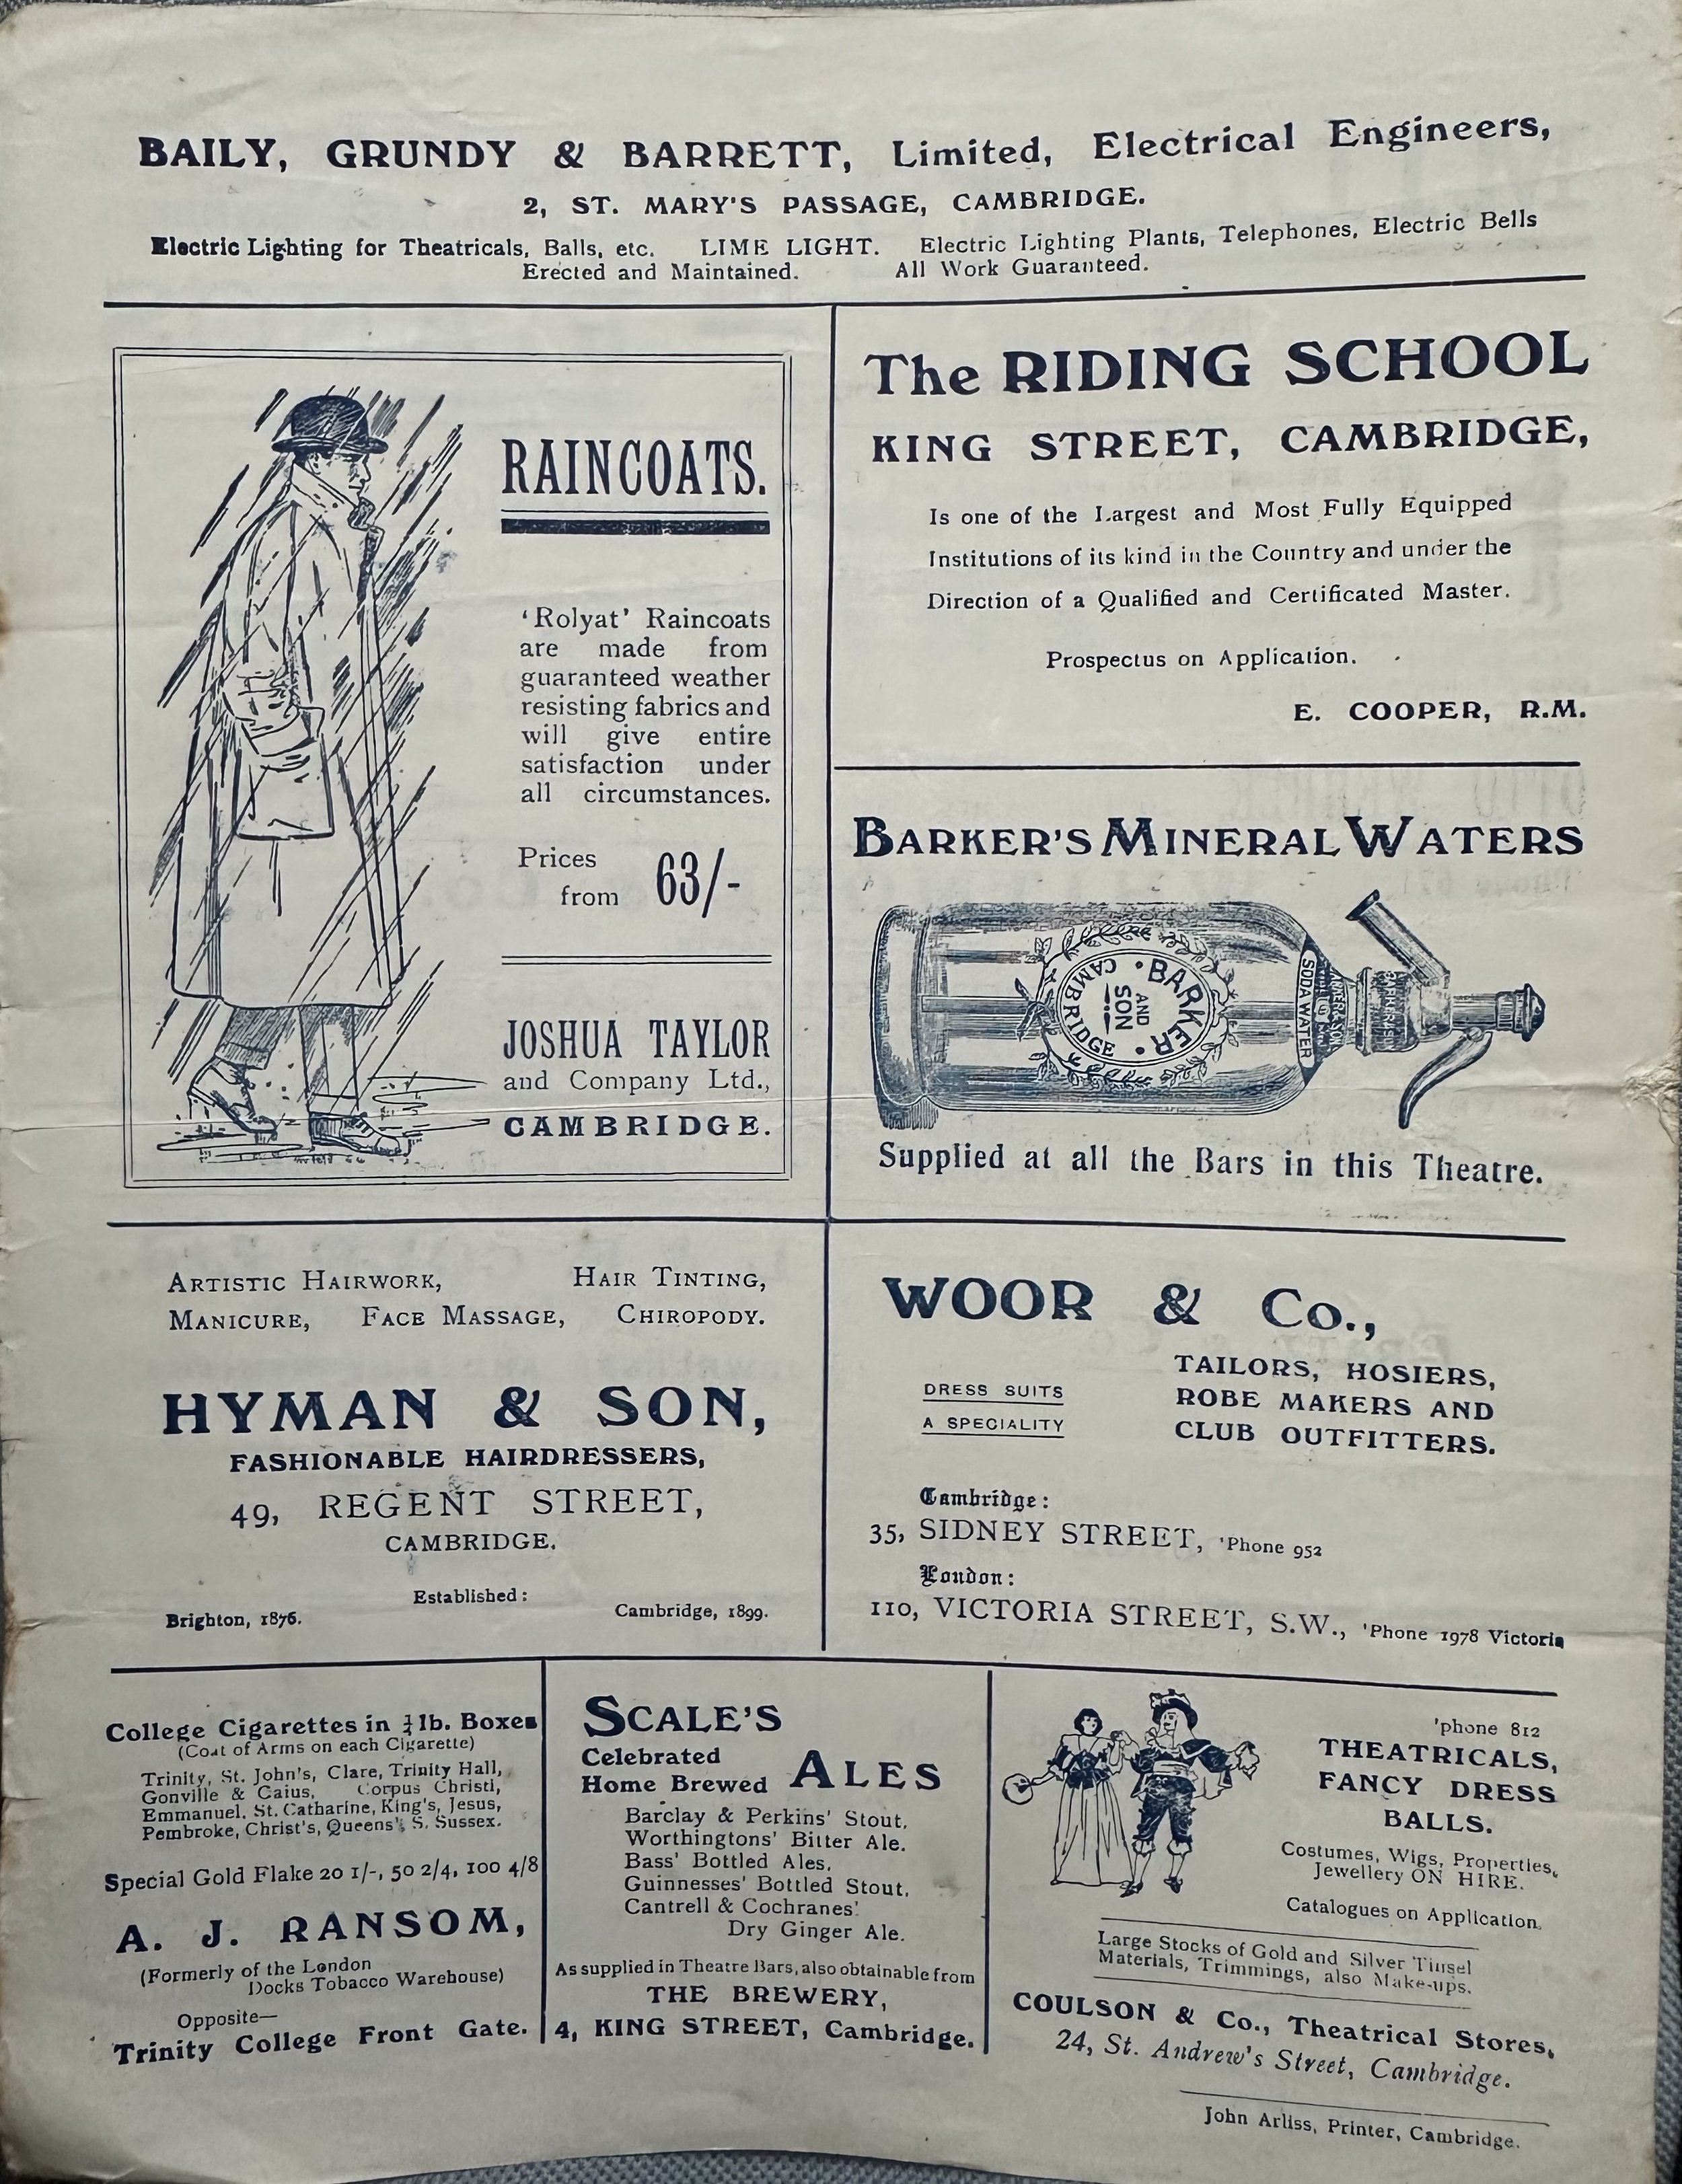 BAILY, GRUNDY & BARRETT, Limited, Electrical Engineers,
2, ST. MARY'S PASSAGE, CAMBRIDGE.
Electric Lighting for Theatricals, Balls, etc. LIME LIGHT. Electric Lighting Plants, Telephones, Electric Bells
Erected and Maintained. All Work Guaranteed.
RAINCOATS.
'Rolyat' Raincoats
are made from
guaranteed weather
resisting fabrics and
will give entire
satisfaction under
all circumstances.
Prices
from 63/-
JOSHUA TAYLOR
and Company Ltd.,
CAMBRIDGE.
The RIDING SCHOOL
KING STREET, CAMBRIDGE,
Is one of the Largest and Most Fully Equipped
Institutions of its kind in the Country and under the
Direction of a Qualified and Certificated Master.
Prospectus on Application.
E. COOPER, R.M.
BARKER'S MINERAL WATERS
BARKER
AND
SON
CAMBRIDGE
SODA WATER
Supplied at all the Bars in this Theatre.
ARTISTIC HAIRWORK, HAIR TINTING,
MANICURE, FACE MASSAGE, CHIROPODY.
HYMAN & SON,
FASHIONABLE HAIRDRESSERS,
49, REGENT STREET,
CAMBRIDGE.
Established:
Brighton, 1876. Cambridge, 1899.
WOOR & Co.,
DRESS SUITS
A SPECIALITY
TAILORS, HOSIERS,
ROBE MAKERS AND
CLUB OUTFITTERS.
Cambridge:
35, SIDNEY STREET, 'Phone 952
London:
110, VICTORIA STREET, S.W., 'Phone 1978 Victoria
College Cigarettes in ¼ lb. Boxes
(Coat of Arms on each Cigarette)
Trinity, St. John's, Clare, Trinity Hall,
Gonville & Caius, Corpus Christi,
Emmanuel, St. Catharine, King's, Jesus,
Pembroke, Christ's, Queens', S. Sussex.
Special Gold Flake 20 1/-, 50 2/4, 100 4/8
A. J. RANSOM,
(Formerly of the London
Docks Tobacco Warehouse)
Opposite—
Trinity College Front Gate.
SCALE'S
Celebrated
Home Brewed ALES
Barclay & Perkins' Stout,
Worthingtons' Bitter Ale.
Bass' Bottled Ales,
Guinnesses' Bottled Stout,
Cantrell & Cochranes'
Dry Ginger Ale.
As supplied in Theatre Bars, also obtainable from
THE BREWERY,
4, KING STREET, Cambridge.
'phone 812
THEATRICALS,
FANCY DRESS
BALLS.
Costumes, Wigs, Properties,
Jewellery ON HIRE.
Catalogues on Application.
Large Stocks of Gold and Silver Tinsel
Materials, Trimmings, also Make-ups.
COULSON & Co., Theatrical Stores,
24, St. Andrew's Street, Cambridge.
John Arliss, Printer, Cambridge.